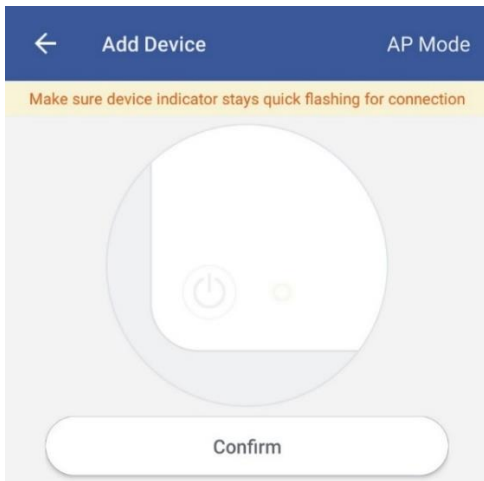 Add Device AP Mode
Make sure device indicator stays quick flashing for connection
Confirm